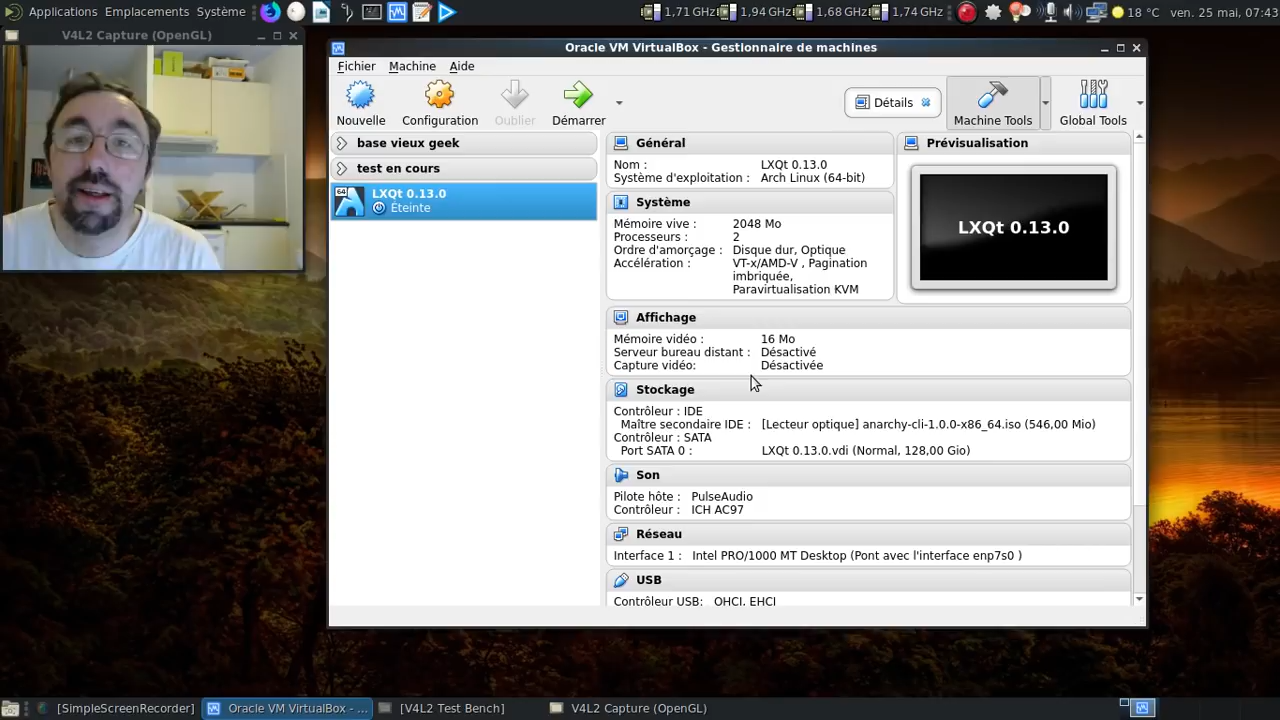 Applications Emplacements Système
1,71 GHz 1,94 GHz 1,74 GHz 18 °C ven. 25 mai, 07:43
V4L2 Capture (OpenGL)
Oracle VM VirtualBox - Gestionnaire de machines
Fichier Machine Aide
Nouvelle Configuration Oublier Démarrer Détails Machine Tools Global Tools
base vieux geek
test en cours
64
LXQt 0.13.0
Éteinte
Général
Nom : LXQt 0.13.0
Système d'exploitation : Arch Linux (64-bit)
Système
Mémoire vive : 2048 Mo
Processeurs : 2
Ordre d'amorçage : Disque dur, Optique
Accélération : VT-x/AMD-V , Pagination
imbriquée,
Paravirtualisation KVM
Prévisualisation
LXQt 0.13.0
Affichage
Mémoire vidéo : 16 Mo
Serveur bureau distant : Désactivé
Capture vidéo: Désactivée
Stockage
Contrôleur : IDE
Maître secondaire IDE : [Lecteur optique] anarchy-cli-1.0.0-x86_64.iso (546,00 Mio)
Contrôleur : SATA
Port SATA 0 : LXQt 0.13.0.vdi (Normal, 128,00 Gio)
Son
Pilote hôte : PulseAudio
Contrôleur : ICH AC97
Réseau
Interface 1 : Intel PRO/1000 MT Desktop (Pont avec l'interface enp7s0 )
USB
Contrôleur USB: OHCI, EHCI
[SimpleScreenRecorder] Oracle VM VirtualBox - ... [V4L2 Test Bench] V4L2 Capture (OpenGL)